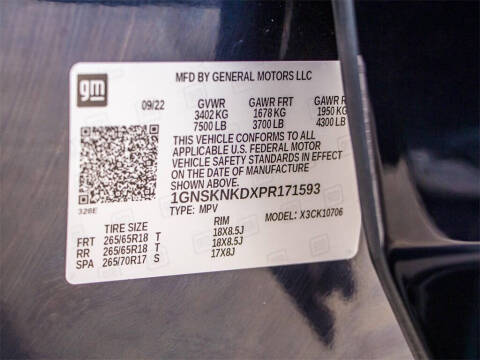 gm
MFD BY GENERAL MOTORS LLC
09/22 GVWR GAWR FRT GAWR R
3402 KG 1678 KG 1950 KG
7500 LB 3700 LB 4300 LB
THIS VEHICLE CONFORMS TO ALL
APPLICABLE U.S. FEDERAL MOTOR
VEHICLE SAFETY STANDARDS IN EFFECT
ON THE DATE OF MANUFACTURE
SHOWN ABOVE.
1GNSKNKDXPR171593
326E TYPE: MPV MODEL: X3CK10706
TIRE SIZE RIM
FRT 265/65R18 T 18X8.5J
RR 265/65R18 T 18X8.5J
SPA 265/70R17 S 17X8J